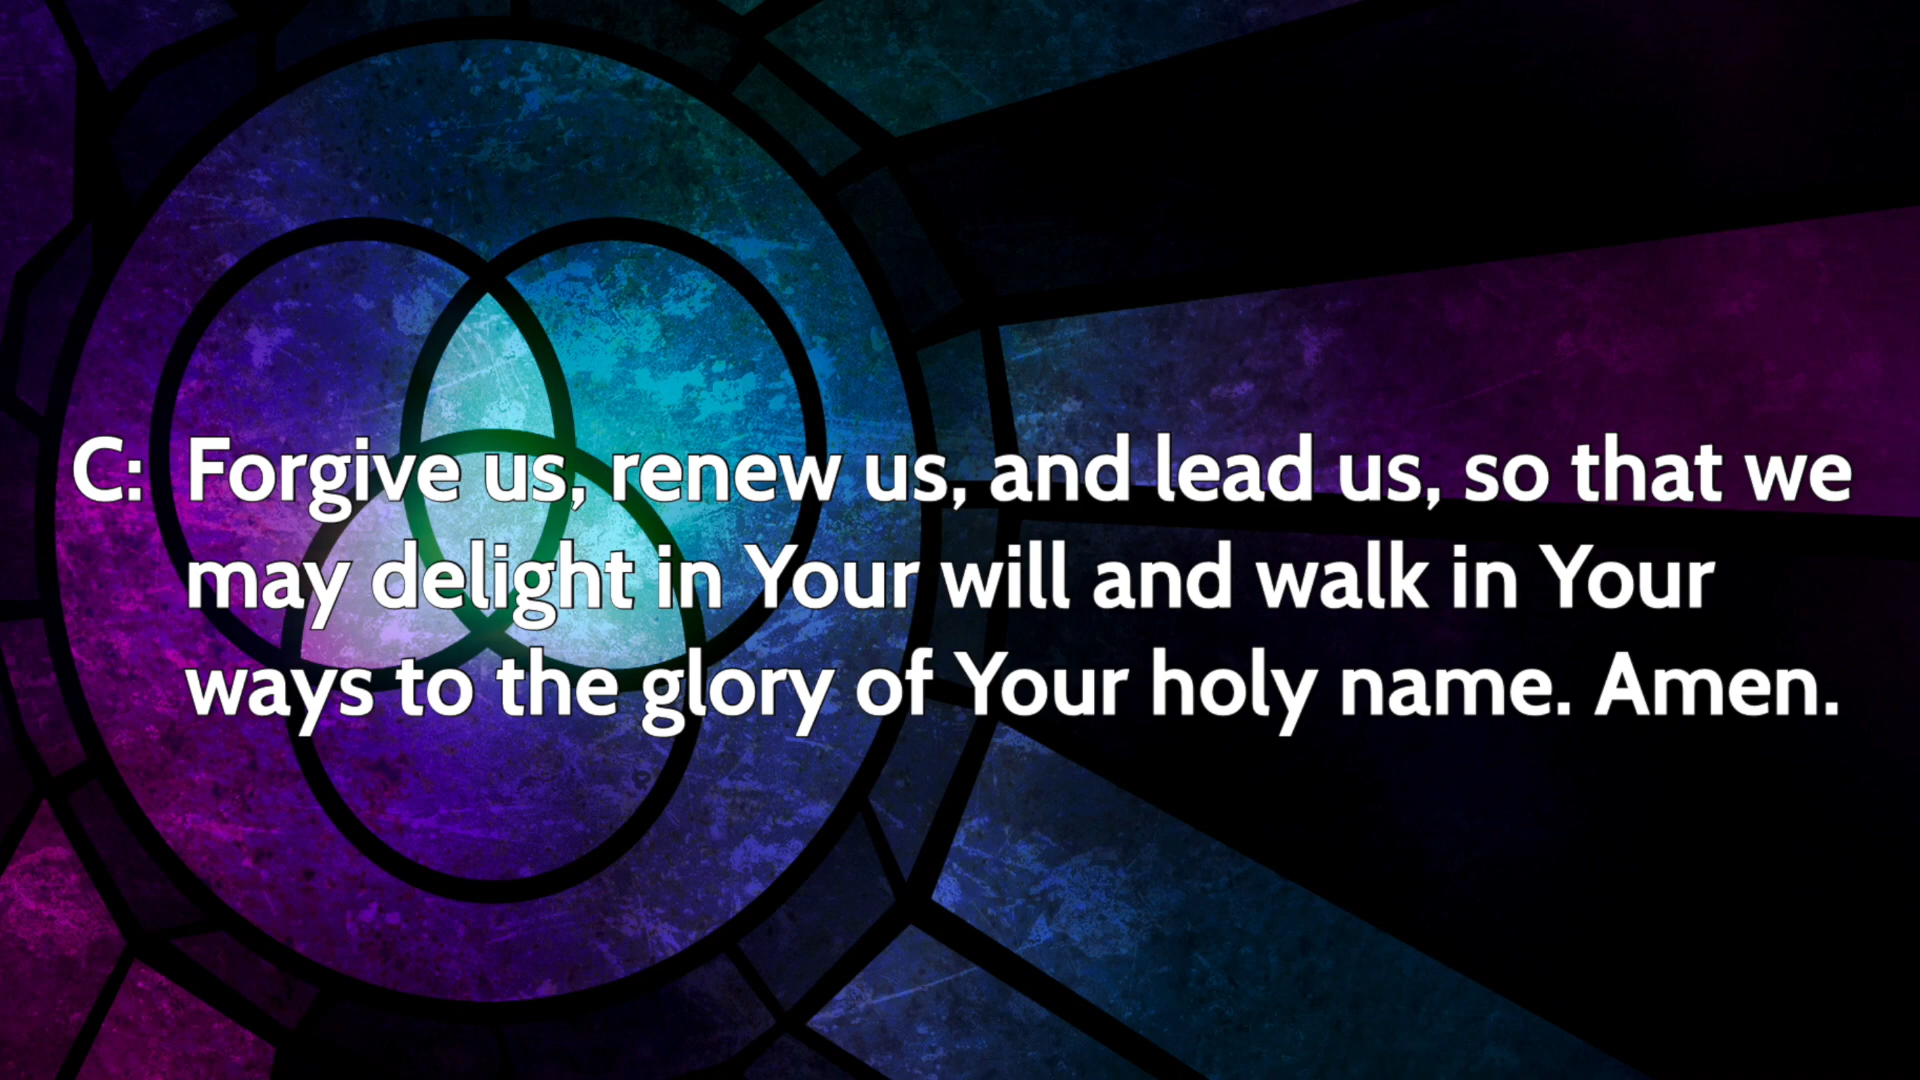 C: Forgive us, renew us, and lead us, so that we
may delight in Your will and walk in Your
ways to the glory of Your holy name. Amen.